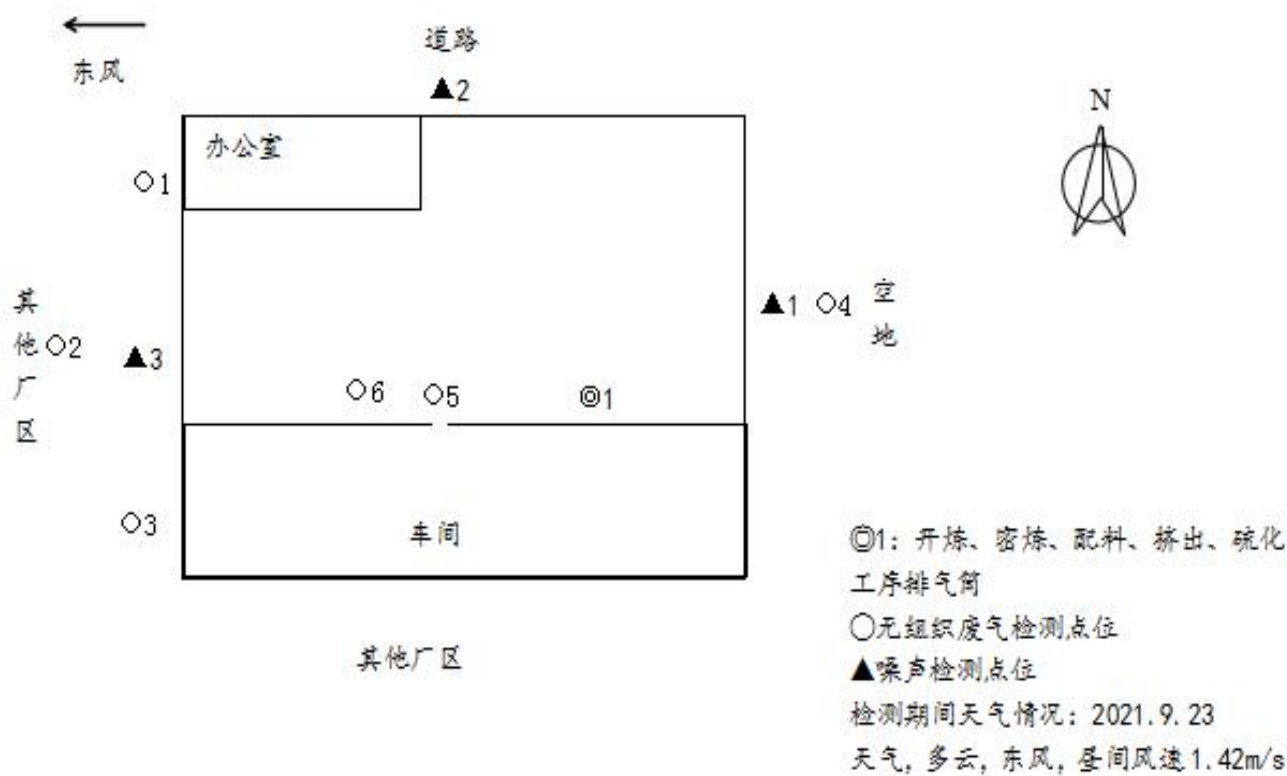 道路
东风
▲2
N
办公室
○1
空地
▲1 ○4
其他厂区
○2
▲3
○6 ○5 ◎1
○3
车间
◎1: 开炼、密炼、配料、挤出、硫化
工序排气筒
○无组织废气检测点位
▲噪声检测点位
检测期间天气情况: 2021.9.23
天气, 多云, 东风, 昼间风速1.42m/s
其他厂区